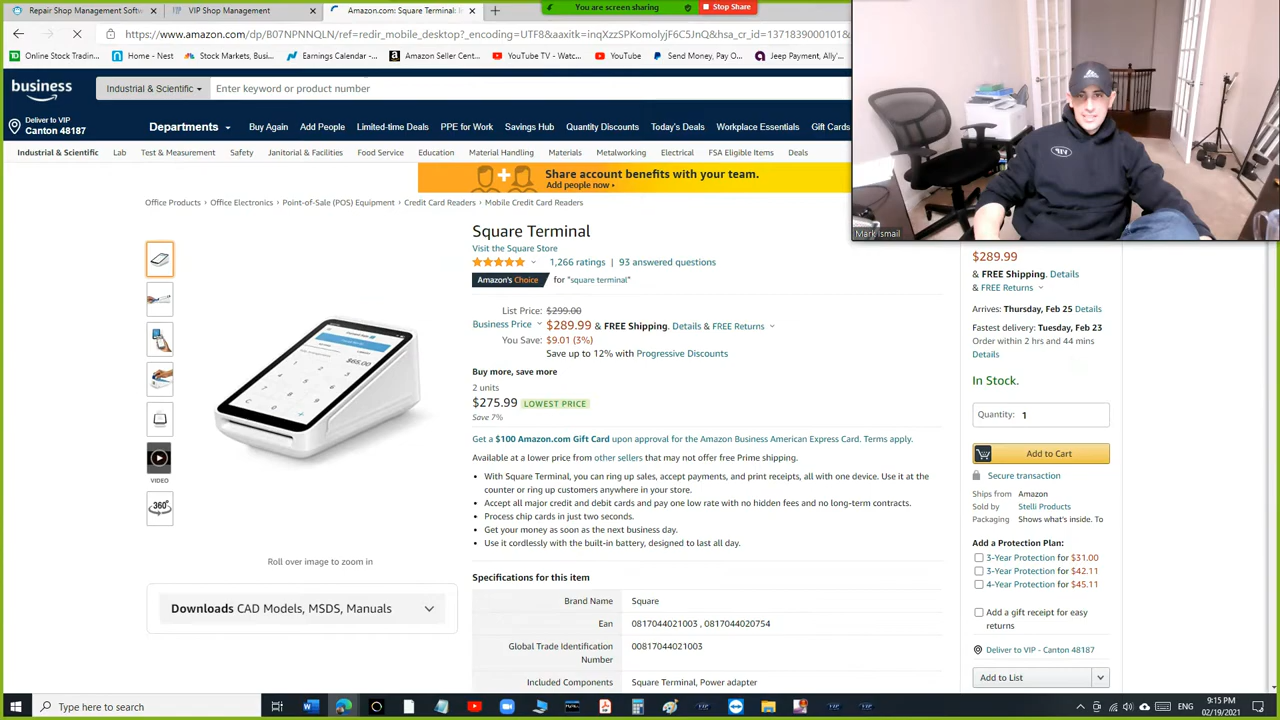 Repair Shop Management Softw
VIP Shop Management
Amazon.com: Square Terminal: I
You are screen sharing
Stop Share
https://www.amazon.com/dp/B07NPNNQLN/ref=redir_mobile_desktop?_encoding=UTF8&aaxitk=inqXzzSPKomolyjF6C5JnQ&hsa_cr_id=13718390001018
Online Stock Tradin...
Home - Nest
Stock Markets, Busi...
Earnings Calendar -...
Amazon Seller Cent...
YouTube TV - Watc...
YouTube
Send Money, Pay O...
Jeep Payment, Ally'...
business
Industrial & Scientific
Enter keyword or product number
Deliver to VIP
Canton 48187
Departments
Buy Again
Add People
Limited-time Deals
PPE for Work
Savings Hub
Quantity Discounts
Today's Deals
Workplace Essentials
Gift Cards
Industrial & Scientific
Lab
Test & Measurement
Safety
Janitorial & Facilities
Food Service
Education
Material Handling
Materials
Metalworking
Electrical
FSA Eligible Items
Deals
Share account benefits with your team.
Add people now ▸
VIP
Mark Ismail
Office Products › Office Electronics › Point-of-Sale (POS) Equipment › Credit Card Readers › Mobile Credit Card Readers
Square Terminal
Visit the Square Store
1,266 ratings | 93 answered questions
Amazon's Choice for "square terminal"
List Price: $299.00
Business Price $289.99 & FREE Shipping. Details & FREE Returns
You Save: $9.01 (3%)
Save up to 12% with Progressive Discounts
Buy more, save more
2 units
$275.99 LOWEST PRICE
Save 7%
Get a $100 Amazon.com Gift Card upon approval for the Amazon Business American Express Card. Terms apply.
Available at a lower price from other sellers that may not offer free Prime shipping.
• With Square Terminal, you can ring up sales, accept payments, and print receipts, all with one device. Use it at the
counter or ring up customers anywhere in your store.
• Accept all major credit and debit cards and pay one low rate with no hidden fees and no long-term contracts.
• Process chip cards in just two seconds.
• Get your money as soon as the next business day.
• Use it cordlessly with the built-in battery, designed to last all day.
Specifications for this item
Brand Name Square
Ean 0817044021003 , 0817044020754
Global Trade Identification
Number
00817044021003
Included Components Square Terminal, Power adapter
$65.00
VIDEO
360°
Roll over image to zoom in
Downloads CAD Models, MSDS, Manuals
$289.99
& FREE Shipping. Details
& FREE Returns
Arrives: Thursday, Feb 25 Details
Fastest delivery: Tuesday, Feb 23
Order within 2 hrs and 44 mins
Details
In Stock.
Quantity: 1
Add to Cart
Secure transaction
Ships from Amazon
Sold by Stelli Products
Packaging Shows what's inside. To
Add a Protection Plan:
3-Year Protection for $31.00
3-Year Protection for $42.11
4-Year Protection for $45.11
Add a gift receipt for easy
returns
Deliver to VIP - Canton 48187
Add to List
Type here to search
ENG
9:15 PM
02/19/2021